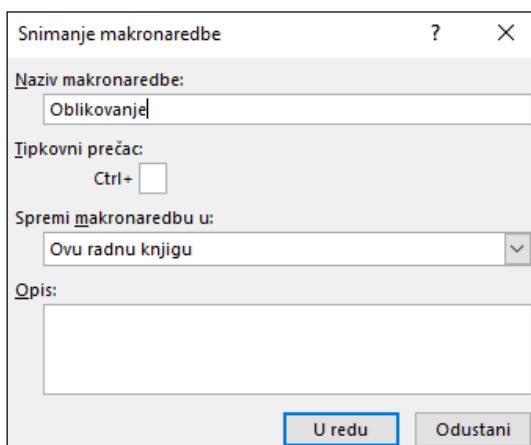 Snimanje makronaredbe ?
Naziv makronaredbe:
Oblikovanje
Tipkovni prečac:
Ctrl+
Spremi makronaredbu u:
Ovu radnu knjigu
Opis:
U redu Odustani